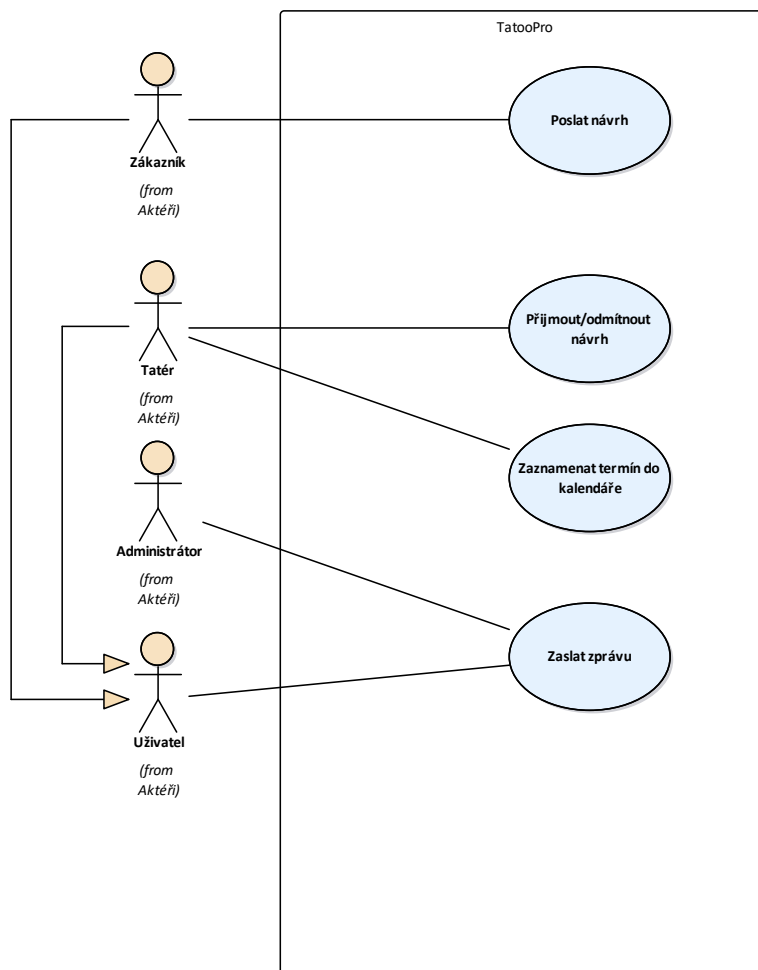 TatooPro
Poslat návrh
Zákazník
(from
Aktéři)
Přijmout/odmítnout
návrh
Tatér
(from
Aktéři)
Zaznamenat termín do
kalendáře
Administrátor
(from
Aktéři)
Zaslat zprávu
Uživatel
(from
Aktéři)